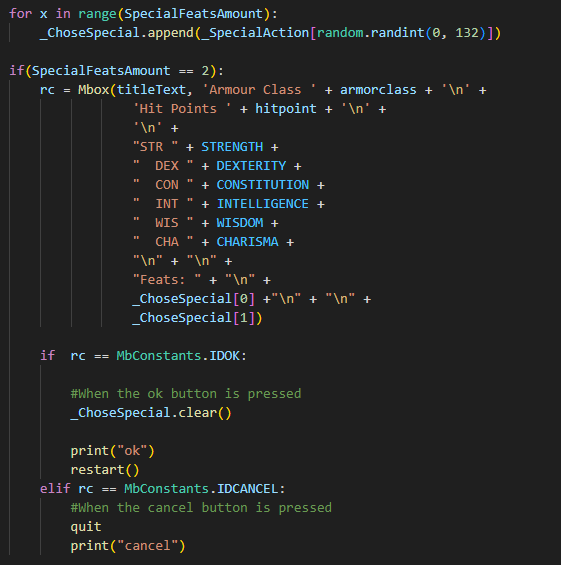 for x in range(SpecialFeatsAmount):
    _ChoseSpecial.append(_SpecialAction[random.randint(0, 132)])

if(SpecialFeatsAmount == 2):
    rc = Mbox(titleText, 'Armour Class ' + armorclass + '\n' +
                'Hit Points ' + hitpoint + '\n' +
                '\n' +
                "STR " + STRENGTH +
                "  DEX " + DEXTERITY +
                "  CON " + CONSTITUTION +
                "  INT " + INTELLIGENCE +
                "  WIS " + WISDOM +
                "  CHA " + CHARISMA +
                "\n" + "\n" +
                "Feats: " + "\n" +
                _ChoseSpecial[0] +"\n" + "\n" +
                _ChoseSpecial[1])

    if  rc == MbConstants.IDOK:

        #When the ok button is pressed
        _ChoseSpecial.clear()

        print("ok")
        restart()
    elif rc == MbConstants.IDCANCEL:
        #When the cancel button is pressed
        quit
        print("cancel")